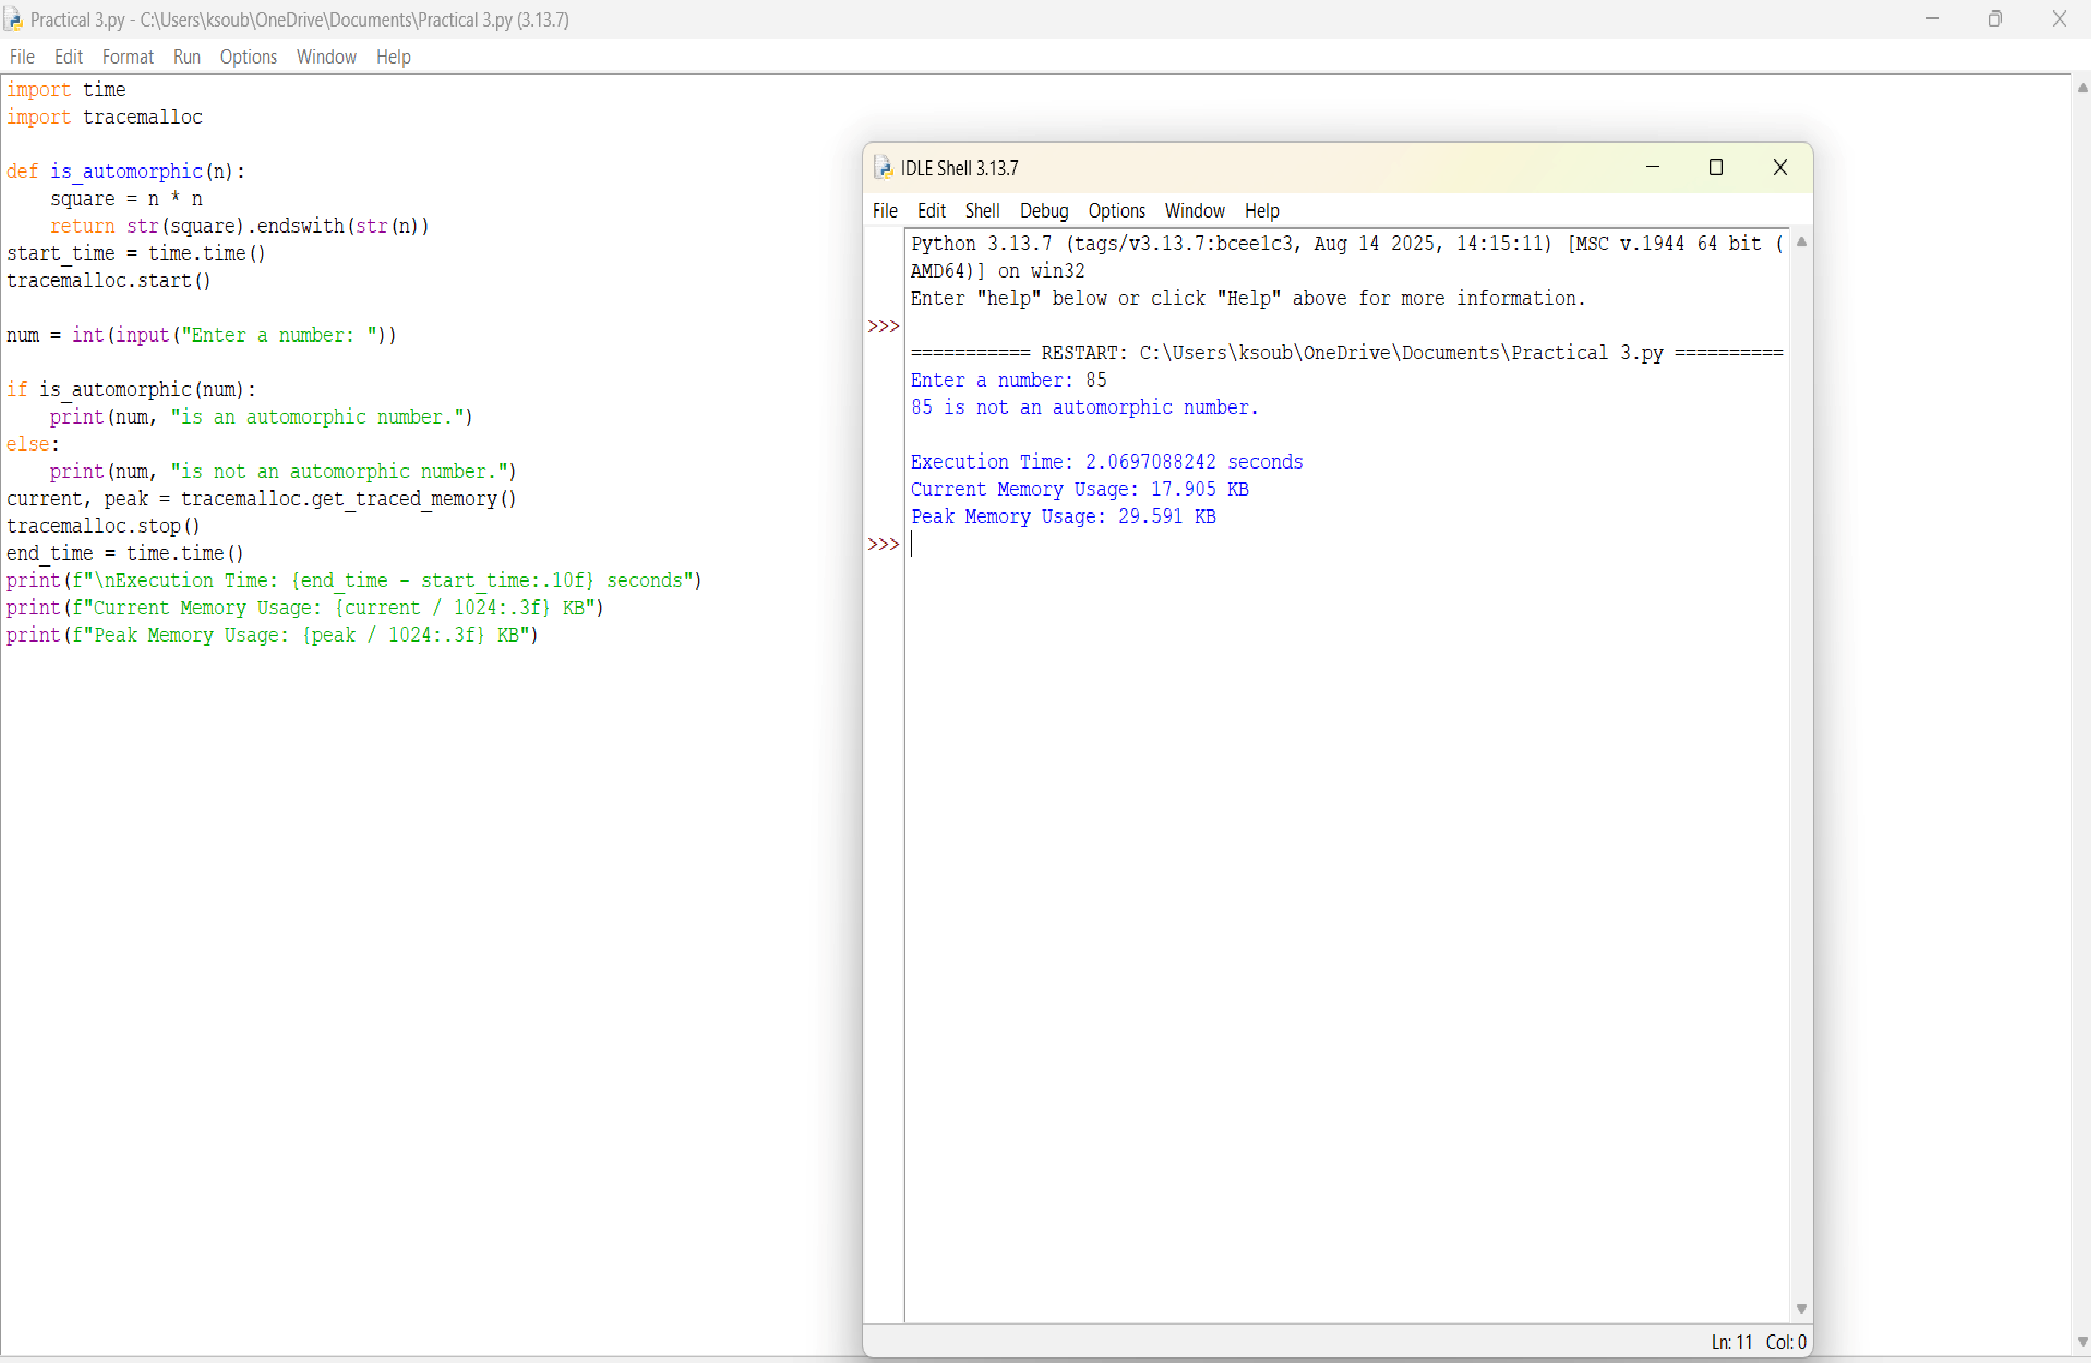 Practical 3.py - C:\Users\ksoub\OneDrive\Documents\Practical 3.py (3.13.7)
File Edit Format Run Options Window Help
import time
import tracemalloc

def is_automorphic(n):
    square = n * n
    return str(square).endswith(str(n))
start_time = time.time()
tracemalloc.start()

num = int(input("Enter a number: "))

if is_automorphic(num):
    print(num, "is an automorphic number.")
else:
    print(num, "is not an automorphic number.")
current, peak = tracemalloc.get_traced_memory()
tracemalloc.stop()
end_time = time.time()
print(f"\nExecution Time: {end_time - start_time:.10f} seconds")
print(f"Current Memory Usage: {current / 1024:.3f} KB")
print(f"Peak Memory Usage: {peak / 1024:.3f} KB")
IDLE Shell 3.13.7
File Edit Shell Debug Options Window Help
Python 3.13.7 (tags/v3.13.7:bcee1c3, Aug 14 2025, 14:15:11) [MSC v.1944 64 bit (
AMD64)] on win32
Enter "help" below or click "Help" above for more information.
>>>
=========== RESTART: C:\Users\ksoub\OneDrive\Documents\Practical 3.py ==========
Enter a number: 85
85 is not an automorphic number.

Execution Time: 2.0697088242 seconds
Current Memory Usage: 17.905 KB
Peak Memory Usage: 29.591 KB
>>>
Ln: 11 Col: 0